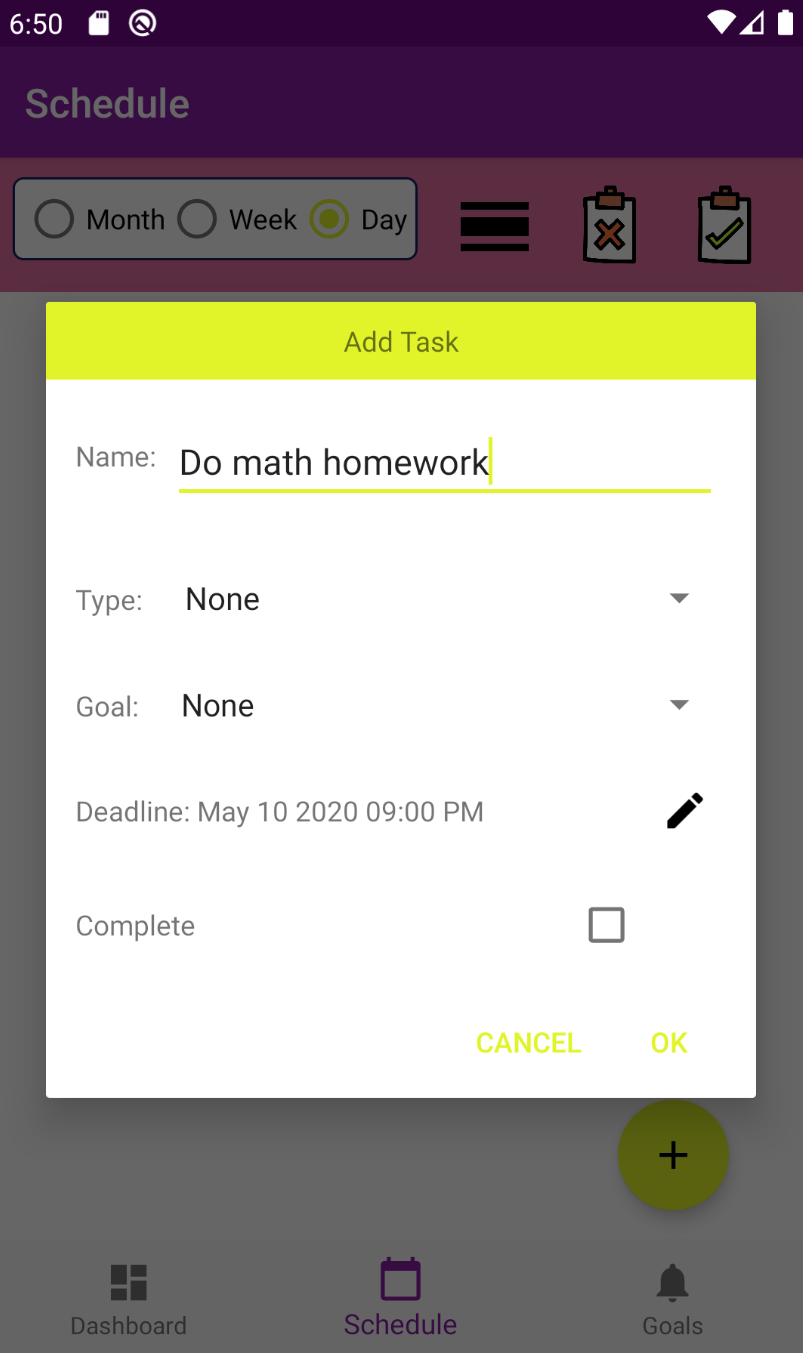 6:50
Schedule
Month Week Day
Add Task
Name: Do math homework
Type: None
Goal: None
Deadline: May 10 2020 09:00 PM
Complete
CANCEL OK
Dashboard Schedule Goals